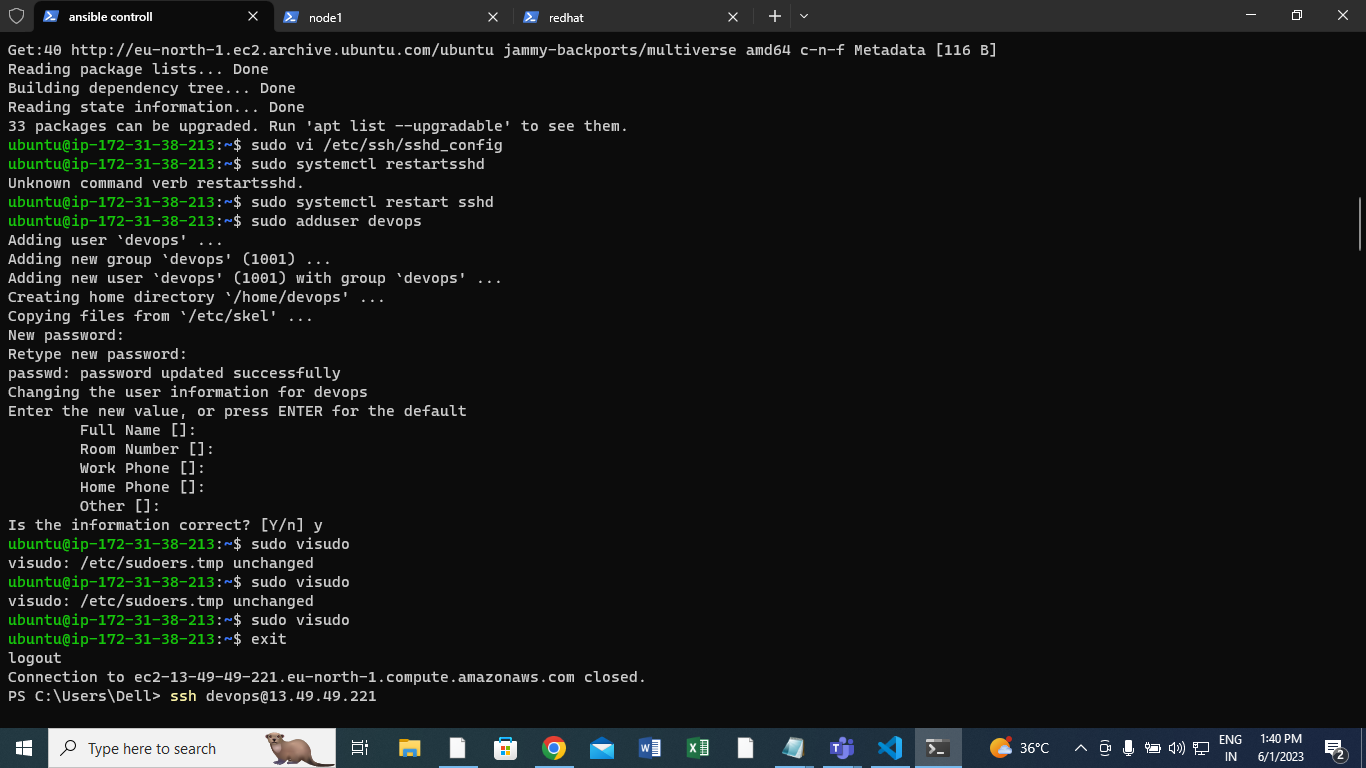 ansible controll
node1
redhat
Get:40 http://eu-north-1.ec2.archive.ubuntu.com/ubuntu jammy-backports/multiverse amd64 c-n-f Metadata [116 B]
Reading package lists... Done
Building dependency tree... Done
Reading state information... Done
33 packages can be upgraded. Run 'apt list --upgradable' to see them.
ubuntu@ip-172-31-38-213:~$ sudo vi /etc/ssh/sshd_config
ubuntu@ip-172-31-38-213:~$ sudo systemctl restartsshd
Unknown command verb restartsshd.
ubuntu@ip-172-31-38-213:~$ sudo systemctl restart sshd
ubuntu@ip-172-31-38-213:~$ sudo adduser devops
Adding user `devops' ...
Adding new group `devops' (1001) ...
Adding new user `devops' (1001) with group `devops' ...
Creating home directory `/home/devops' ...
Copying files from `/etc/skel' ...
New password:
Retype new password:
passwd: password updated successfully
Changing the user information for devops
Enter the new value, or press ENTER for the default
        Full Name []:
        Room Number []:
        Work Phone []:
        Home Phone []:
        Other []:
Is the information correct? [Y/n] y
ubuntu@ip-172-31-38-213:~$ sudo visudo
visudo: /etc/sudoers.tmp unchanged
ubuntu@ip-172-31-38-213:~$ sudo visudo
visudo: /etc/sudoers.tmp unchanged
ubuntu@ip-172-31-38-213:~$ sudo visudo
ubuntu@ip-172-31-38-213:~$ exit
logout
Connection to ec2-13-49-49-221.eu-north-1.compute.amazonaws.com closed.
PS C:\Users\Dell> ssh devops@13.49.49.221
Type here to search
36°C
ENG
IN
1:40 PM
6/1/2023
2